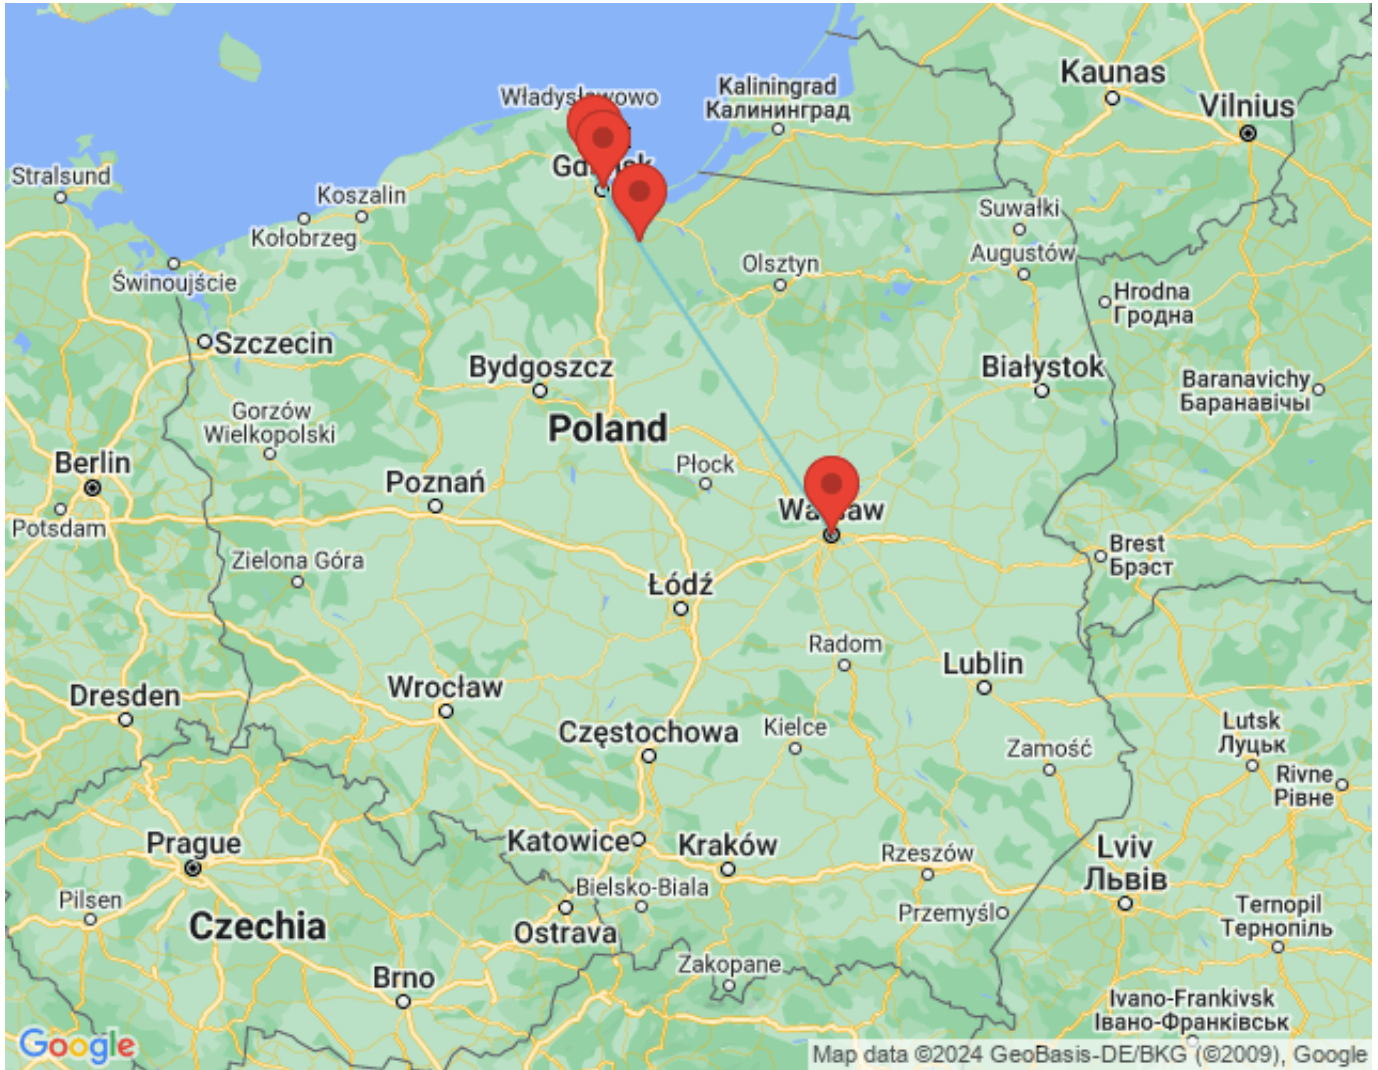 Władysławowo
Kaliningrad
Калининград
Kaunas
Vilnius
Gdańsk
Stralsund
Koszalin
Kołobrzeg
Suwałki
Augustów
Olsztyn
Świnoujście
Hrodna
Гродна
Szczecin
Bydgoszcz
Białystok
Baranavichy
Баранавічы
Gorzów
Wielkopolski
Poland
Berlin
Płock
Poznań
Warsaw
Potsdam
Brest
Брэст
Zielona Góra
Łódź
Radom
Lublin
Dresden
Wrocław
Częstochowa
Kielce
Lutsk
Луцьк
Zamość
Rivne
Рівне
Prague
Katowice
Kraków
Rzeszów
Lviv
Львів
Pilsen
Bielsko-Biala
Przemyśl
Ternopil
Тернопіль
Czechia
Ostrava
Zakopane
Brno
Ivano-Frankivsk
Івано-Франківськ
Google
Map data ©2024 GeoBasis-DE/BKG (©2009), Google